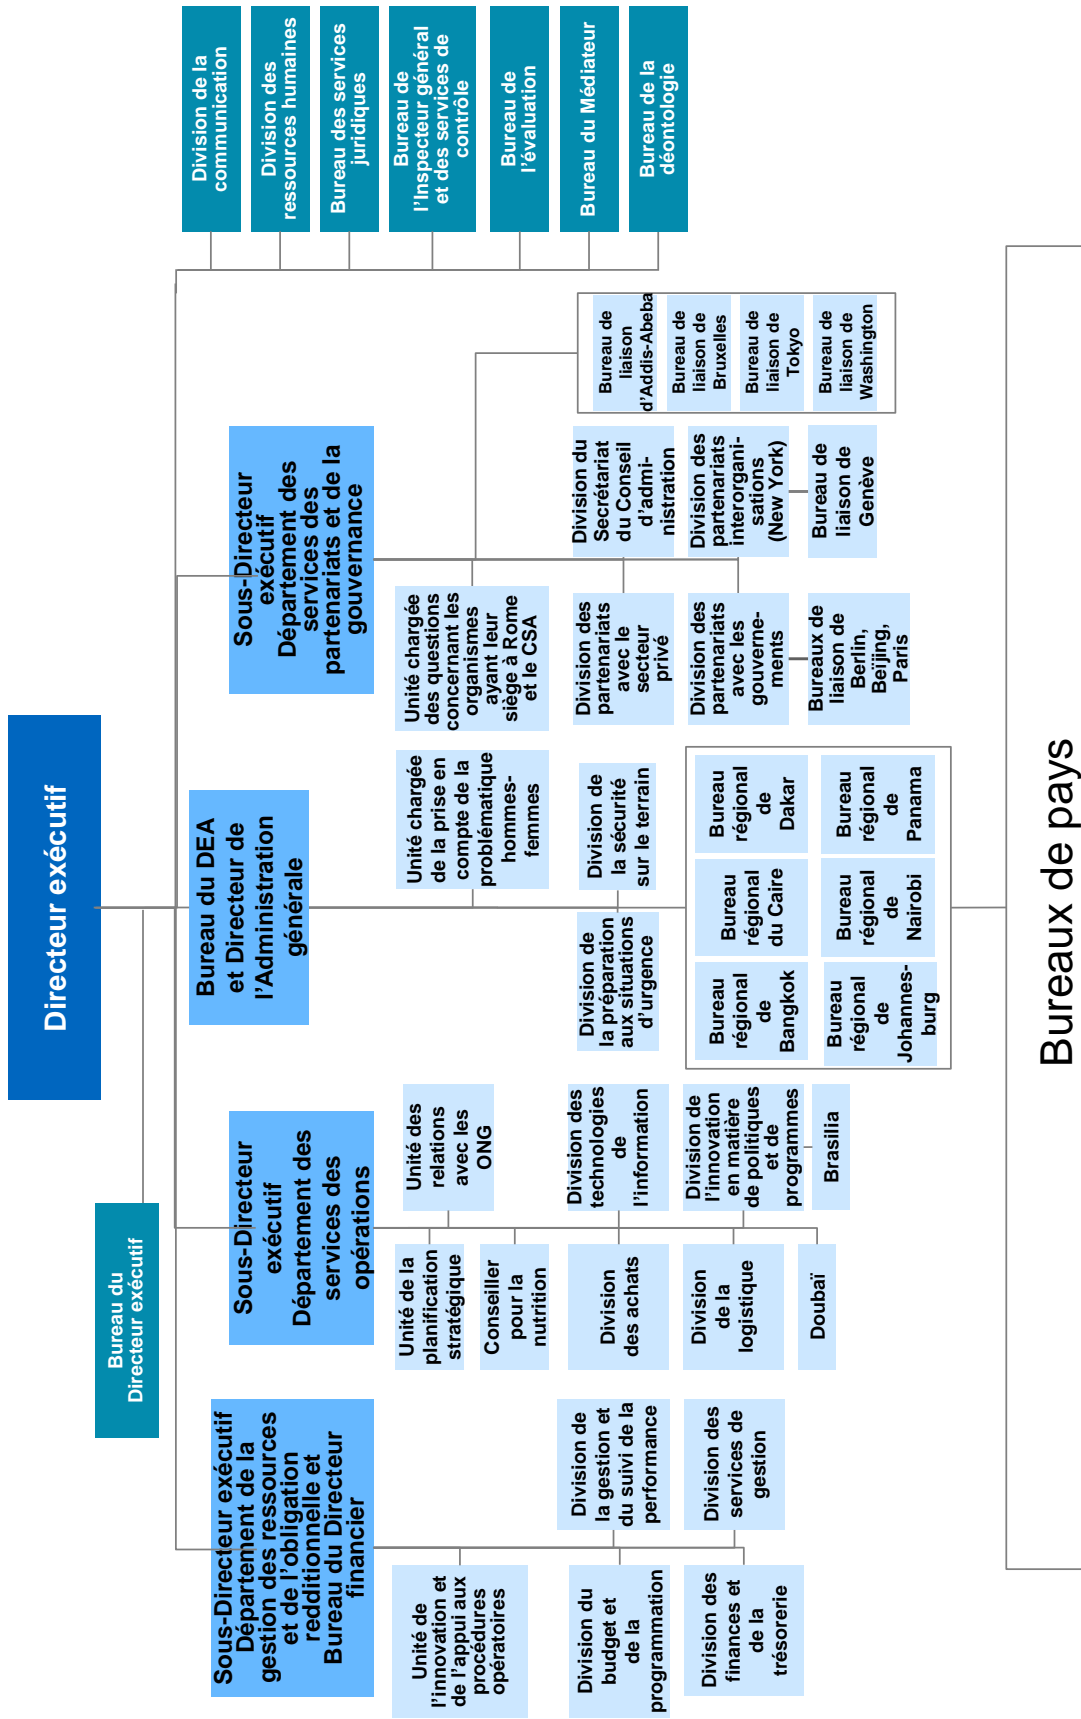 Directeur exécutif
Bureau du
Directeur exécutif
Sous-Directeur exécutif
Département de la
gestion des ressources
et de l'obligation
redditionnelle et
Bureau du Directeur
financier
Unité de
l'innovation et
de l'appui aux
procédures
opératoires
Division du
budget et
de la
programmation
Division de
la gestion et
du suivi de la
performance
Division des
finances et
de la
trésorerie
Division des
services de
gestion
Sous-Directeur
exécutif
Département des
services des
opérations
Unité de la
planification
stratégique
Unité des
relations
avec les
ONG
Conseiller
pour la
nutrition
Division
des achats
Division des
technologies
de
l'information
Division
de la
logistique
Division de
l'innovation
en matière
de politiques
et de
programmes
Doubaï
Brasilia
Bureau du DEA
et Directeur de
l'Administration
générale
Unité chargée
de la prise en
compte de la
problématique
hommes-
femmes
Division de
la préparation
aux situations
d'urgence
Division de
la sécurité
sur le terrain
Bureau
régional
de
Bangkok
Bureau
régional
du Caire
Bureau
régional
de
Dakar
Bureau
régional
de
Johannes-
burg
Bureau
régional
de
Nairobi
Bureau
régional
de
Panama
Sous-Directeur
exécutif
Département des
services des
partenariats et de la
gouvernance
Unité chargée
des questions
concernant les
organismes
ayant leur
siège à Rome
et le CSA
Division des
partenariats
avec le
secteur
privé
Division du
Secrétariat
du Conseil
d'admi-
nistration
Division des
partenariats
avec les
gouverne-
ments
Division des
partenariats
interorgani-
sations
(New York)
Bureaux de
liaison de
Berlin,
Beïjing,
Paris
Bureau de
liaison de
Genève
Bureau de
liaison
d'Addis-Abeba
Bureau de
liaison de
Bruxelles
Bureau de
liaison de
Tokyo
Bureau de
liaison de
Washington
Division de la
communication
Division des
ressources humaines
Bureau des services
juridiques
Bureau de
l'Inspecteur général
et des services de
contrôle
Bureau de
l'évaluation
Bureau du Médiateur
Bureau de la
déontologie
Bureaux de pays